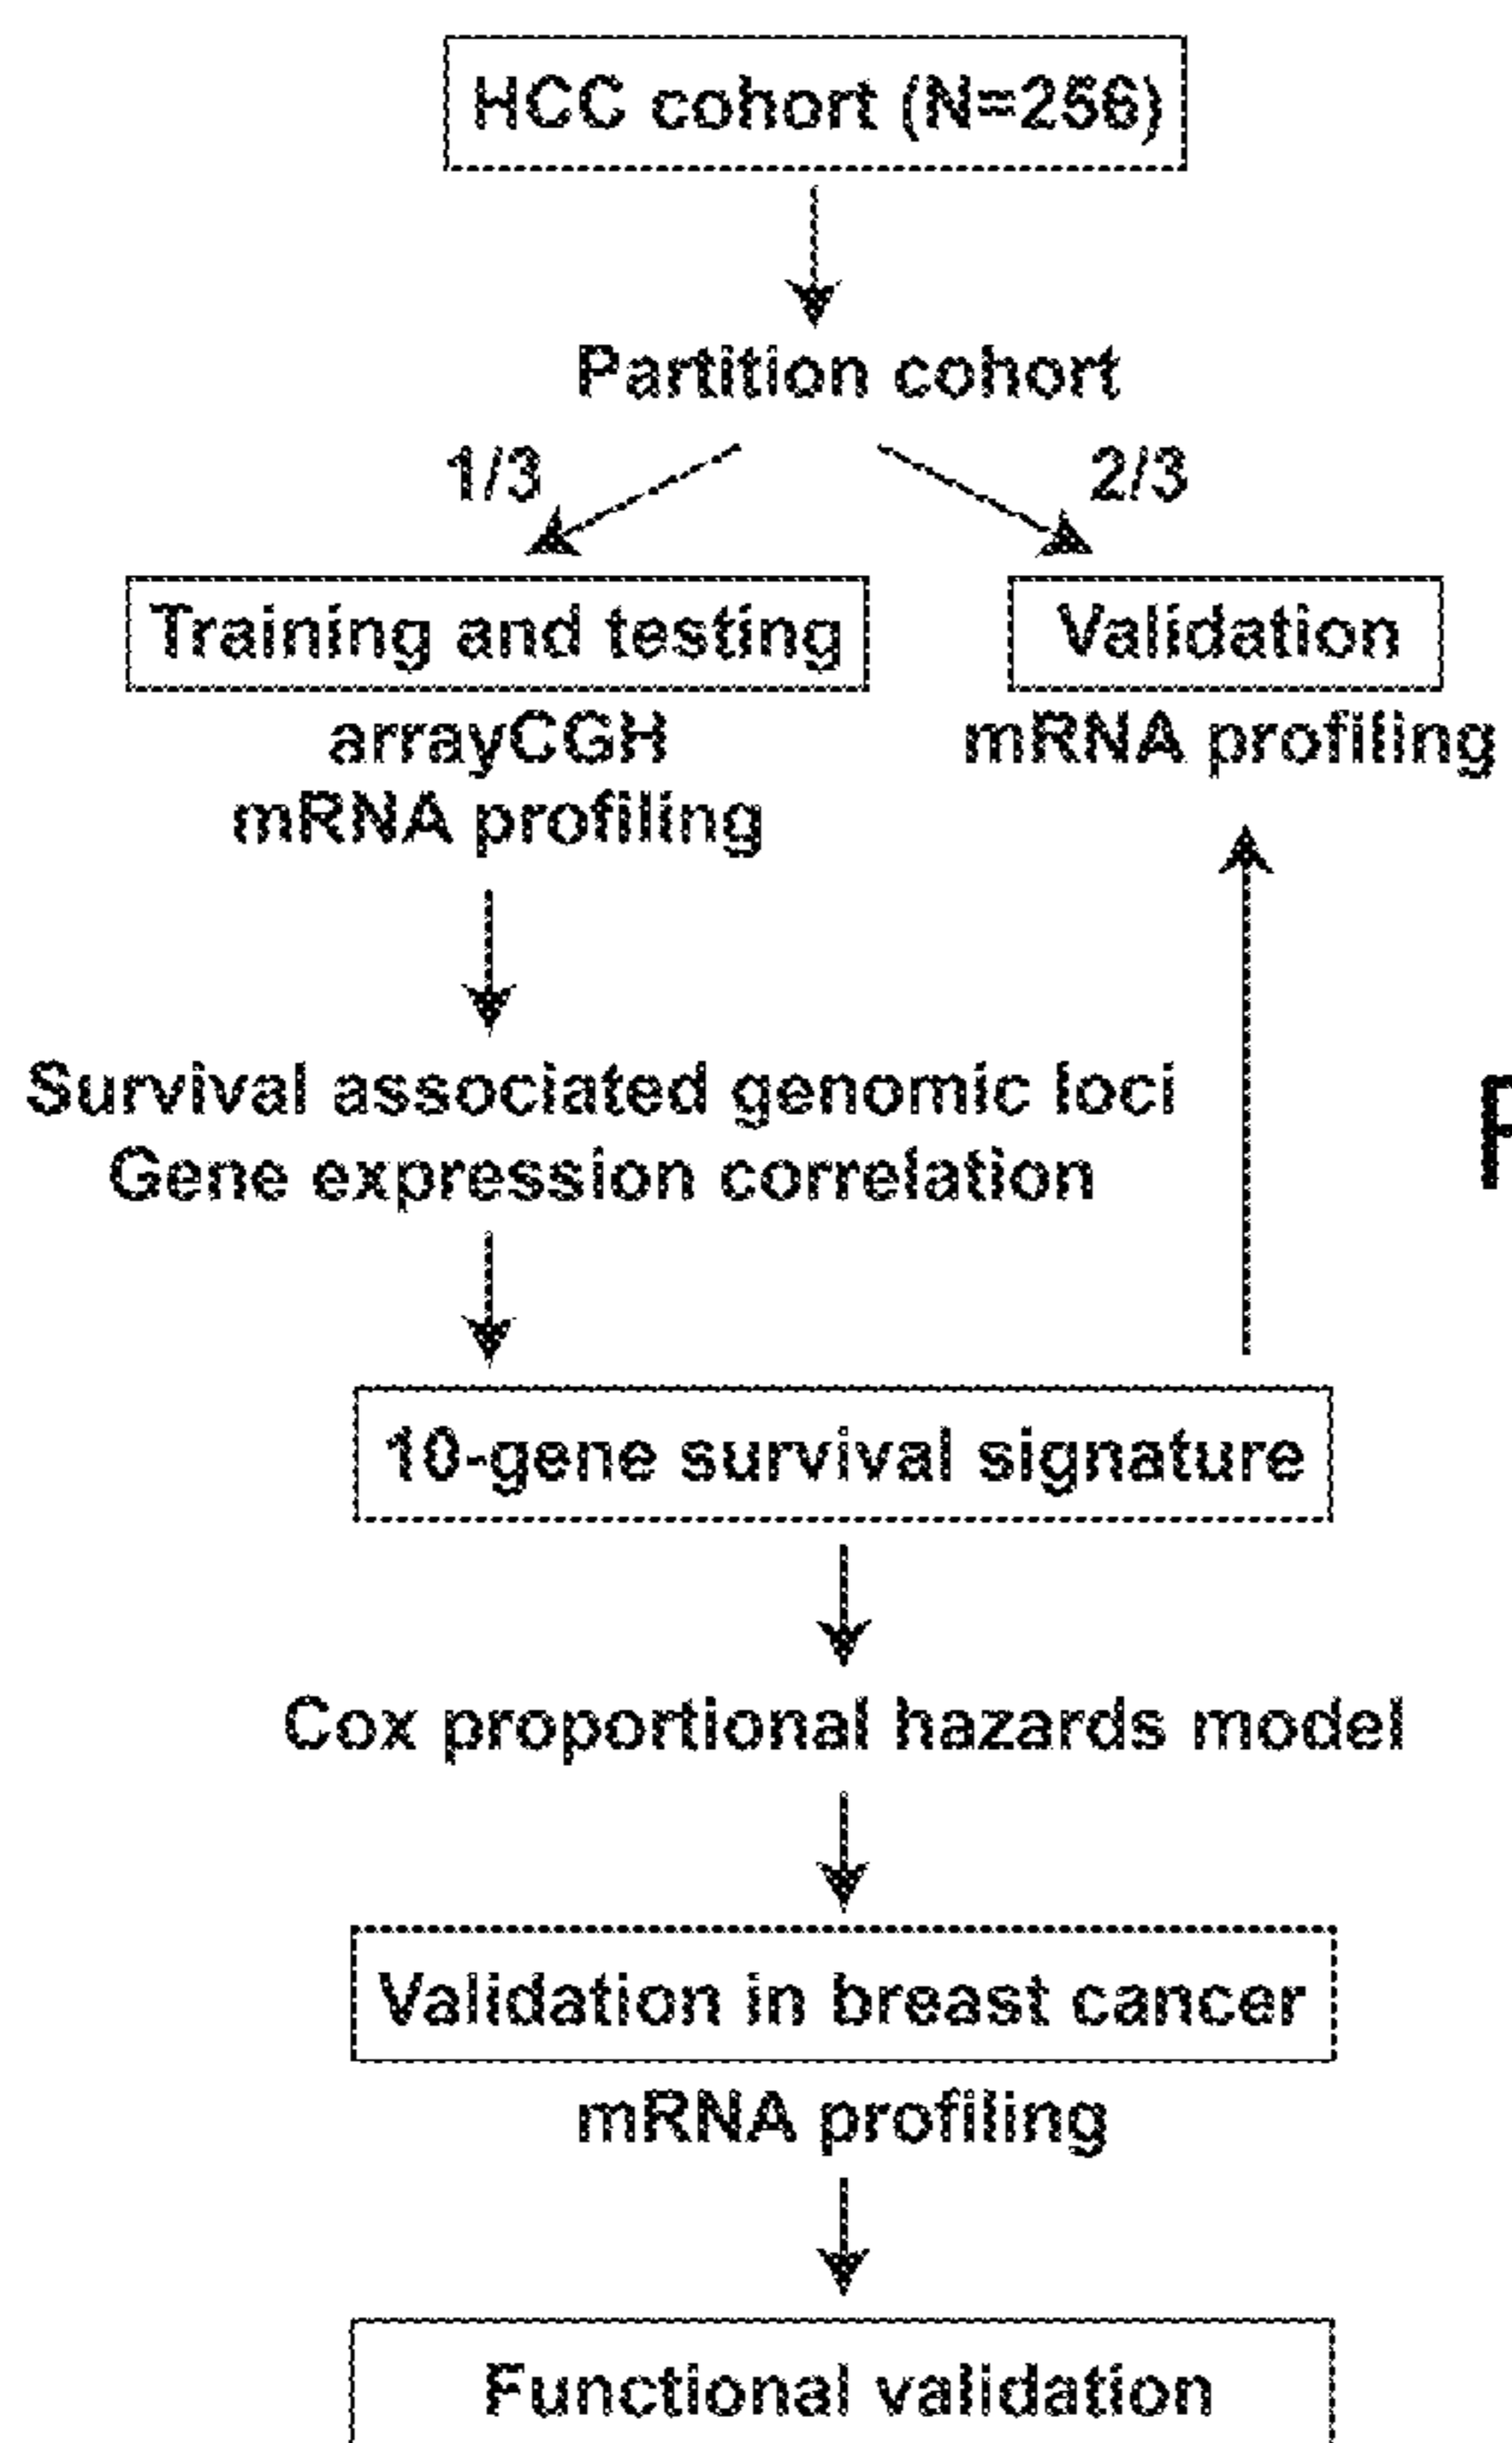 HCC cohort (N=256)
Partition cohort
1/3
2/3
Training and testing
Validation
arrayCGH
mRNA profiling
mRNA profiling
Survival associated genomic loci
Gene expression correlation
10-gene survival signature
Cox proportional hazards model
Validation in breast cancer
mRNA profiling
Functional validation